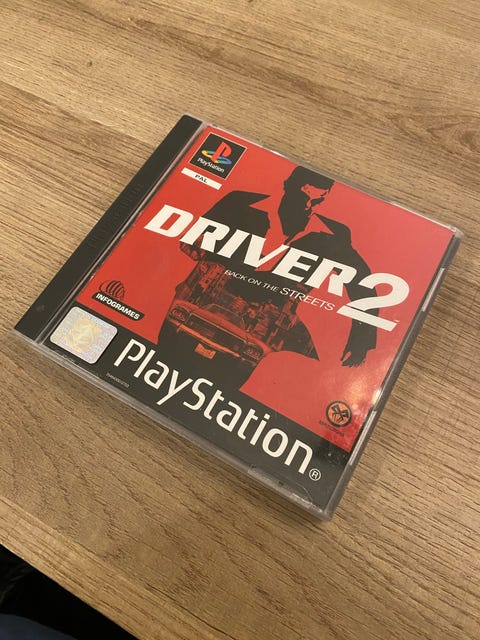 PlayStation
PAL
DRIVER 2
BACK ON THE STREETS
INFOGRAMES
PlayStation®